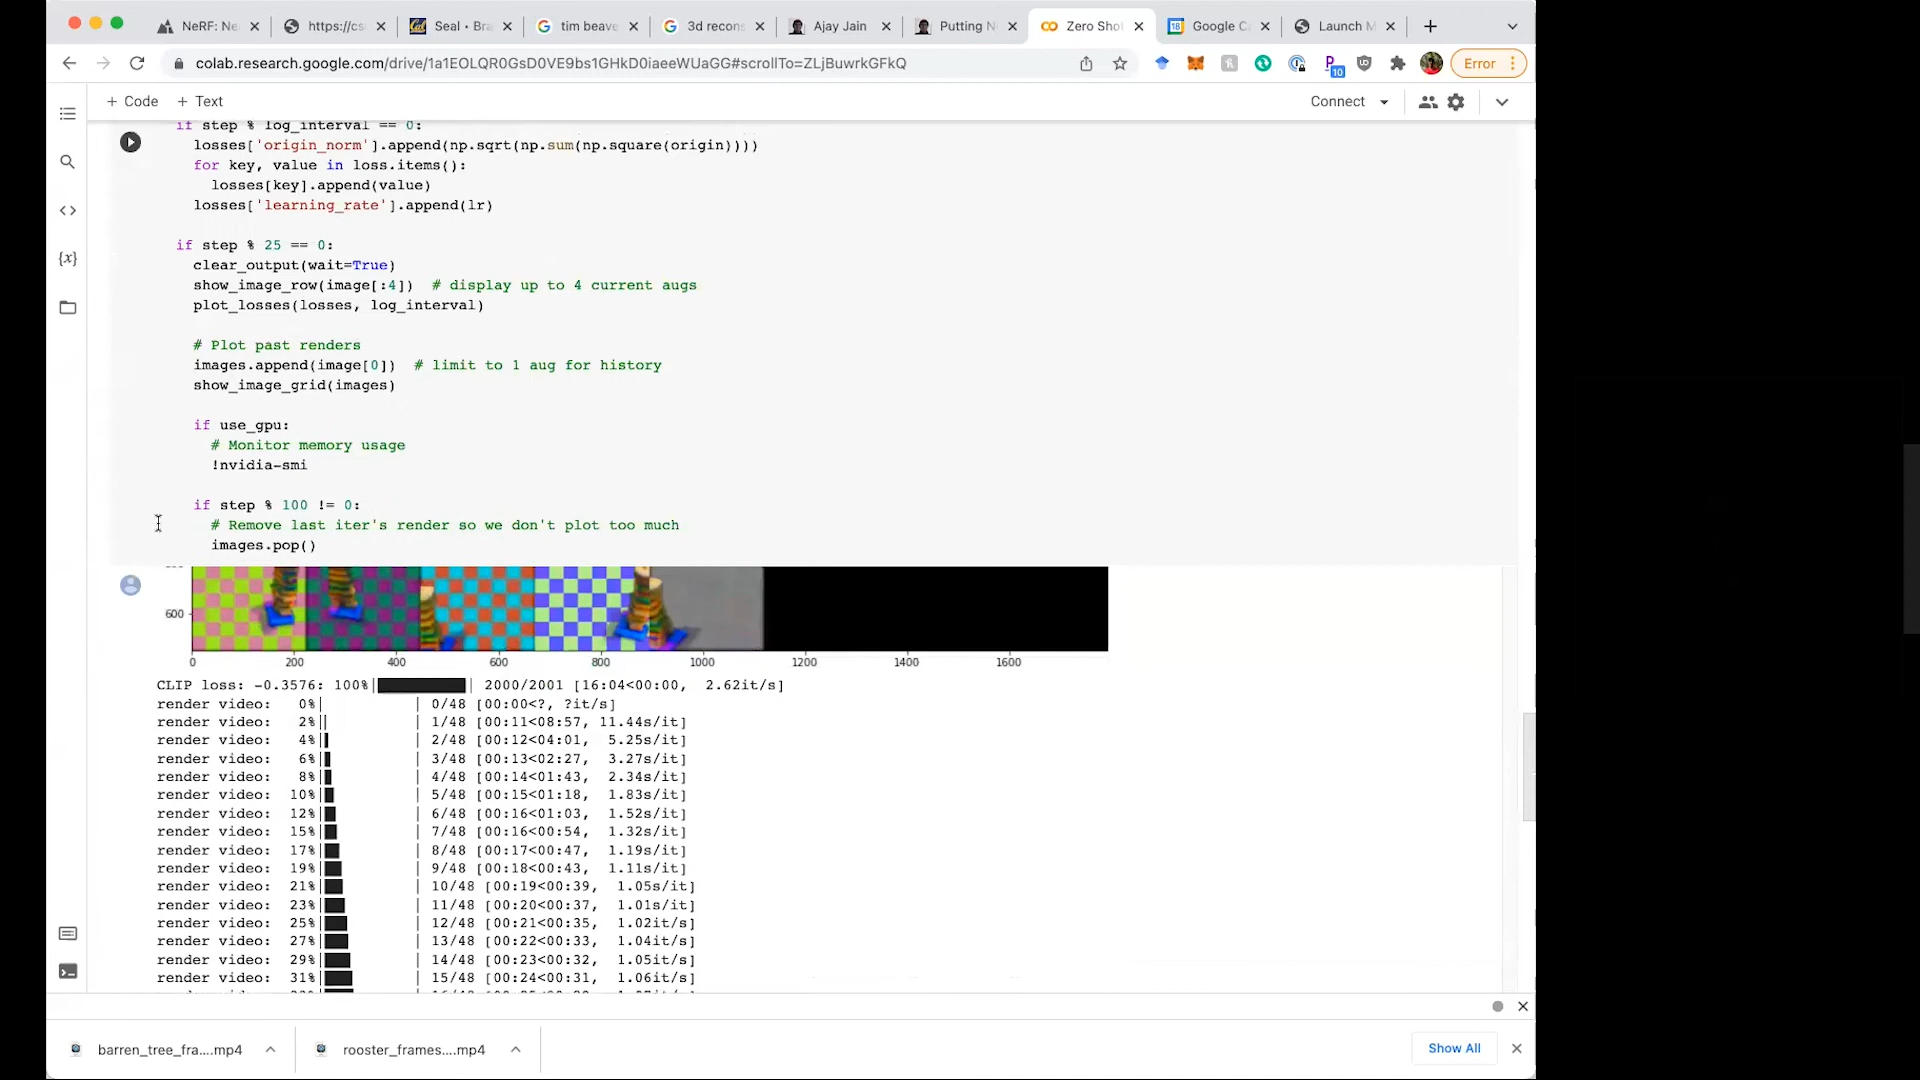 NeRF: Ne
https://cs
Seal • Bra
tim beave
3d recons
Ajay Jain
Putting N
Zero Sho
Google Ca
Launch M
colab.research.google.com/drive/1a1EOLQR0GsD0VE9bs1GHkD0iaeeWUaGG#scrollTo=ZLjBuwrkGFkQ
10
Error
+ Code + Text
Connect
if step % log_interval == 0:
losses['origin_norm'].append(np.sqrt(np.sum(np.square(origin))))
for key, value in loss.items():
losses[key].append(value)
losses['learning_rate'].append(lr)
if step % 25 == 0:
clear_output(wait=True)
show_image_row(image[:4]) # display up to 4 current augs
plot_losses(losses, log_interval)
# Plot past renders
images.append(image[0]) # limit to 1 aug for history
show_image_grid(images)
if use_gpu:
# Monitor memory usage
!nvidia-smi
if step % 100 != 0:
# Remove last iter's render so we don't plot too much
images.pop()
600
0 200 400 600 800 1000 1200 1400 1600
CLIP loss: -0.3576: 100%| | 2000/2001 [16:04<00:00, 2.62it/s]
render video: 0%| | 0/48 [00:00<?, ?it/s]
render video: 2%| | 1/48 [00:11<08:57, 11.44s/it]
render video: 4%| | 2/48 [00:12<04:01, 5.25s/it]
render video: 6%| | 3/48 [00:13<02:27, 3.27s/it]
render video: 8%| | 4/48 [00:14<01:43, 2.34s/it]
render video: 10%| | 5/48 [00:15<01:18, 1.83s/it]
render video: 12%| | 6/48 [00:16<01:03, 1.52s/it]
render video: 15%| | 7/48 [00:16<00:54, 1.32s/it]
render video: 17%| | 8/48 [00:17<00:47, 1.19s/it]
render video: 19%| | 9/48 [00:18<00:43, 1.11s/it]
render video: 21%| | 10/48 [00:19<00:39, 1.05s/it]
render video: 23%| | 11/48 [00:20<00:37, 1.01s/it]
render video: 25%| | 12/48 [00:21<00:35, 1.02it/s]
render video: 27%| | 13/48 [00:22<00:33, 1.04it/s]
render video: 29%| | 14/48 [00:23<00:32, 1.05it/s]
render video: 31%| | 15/48 [00:24<00:31, 1.06it/s]
barren_tree_fra....mp4
rooster_frames....mp4
Show All